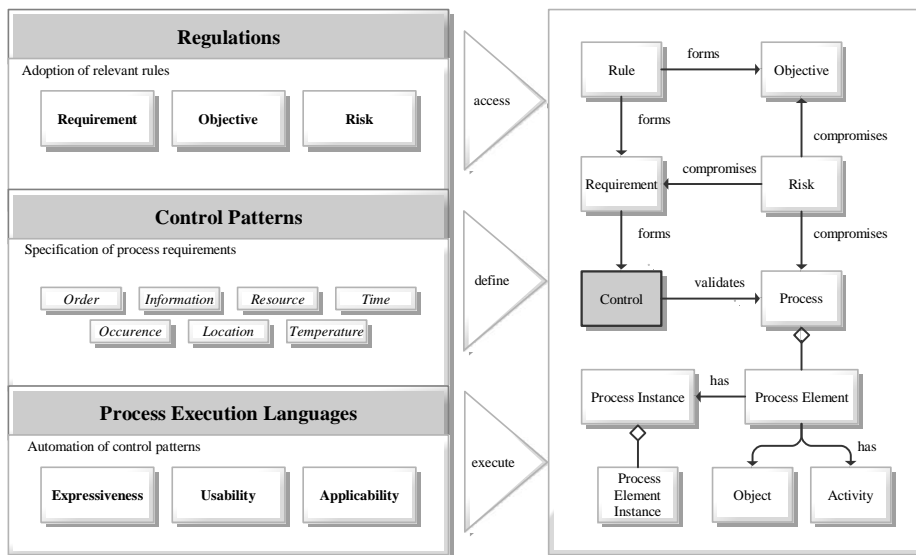 Regulations
Adoption of relevant rules
Requirement
Objective
Risk
Control Patterns
Specification of process requirements
Order
Information
Resource
Time
Occurence
Location
Temperature
Process Execution Languages
Automation of control patterns
Expressiveness
Usability
Applicability
access
define
execute
Rule
forms
Objective
forms
compromises
Requirement
compromises
Risk
forms
compromises
Control
validates
Process
Process Instance
has
Process Element
has
Process
Element
Instance
Object
Activity